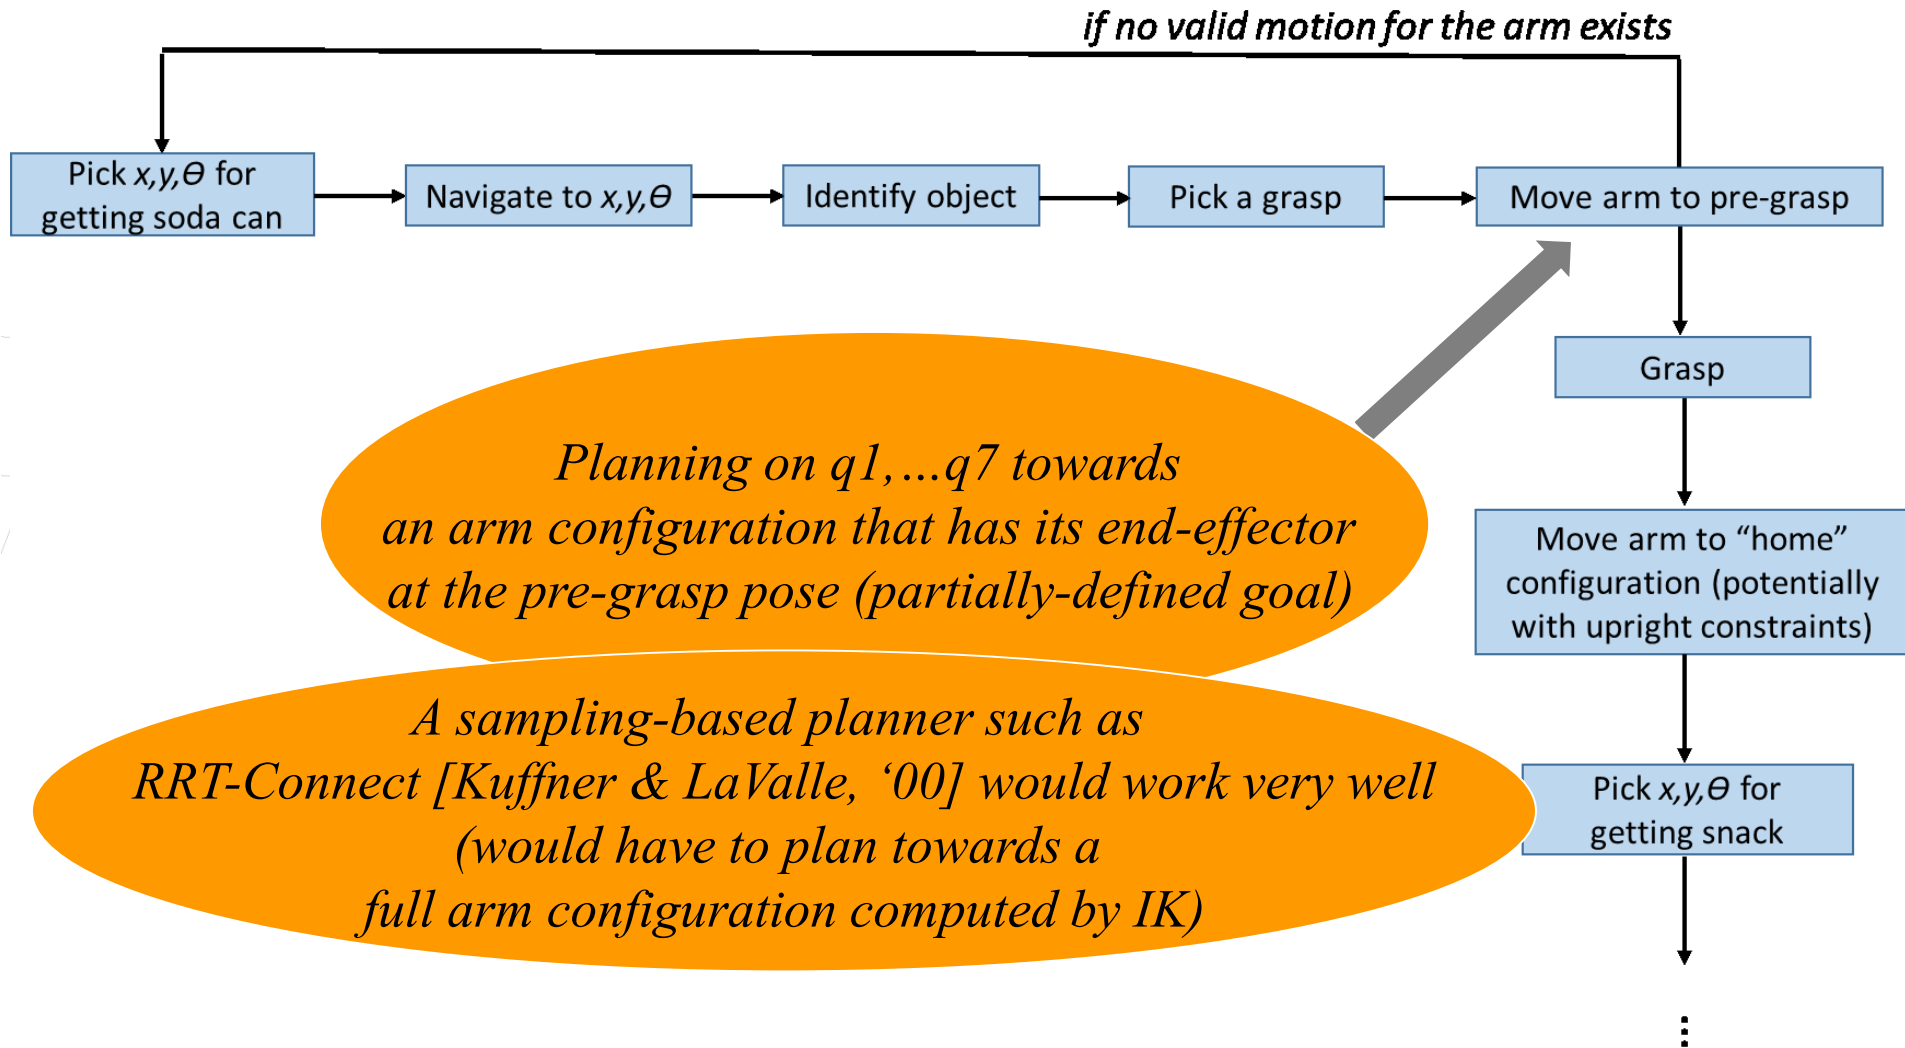 if no valid motion for the arm exists
Pick x,y,Θ for
getting soda can
Navigate to x,y,Θ
Identify object
Pick a grasp
Move arm to pre-grasp
Grasp
Planning on q1,...q7 towards
an arm configuration that has its end-effector
at the pre-grasp pose (partially-defined goal)
Move arm to “home”
configuration (potentially
with upright constraints)
A sampling-based planner such as
RRT-Connect [Kuffner & LaValle, ‘00] would work very well
(would have to plan towards a
full arm configuration computed by IK)
Pick x,y,Θ for
getting snack